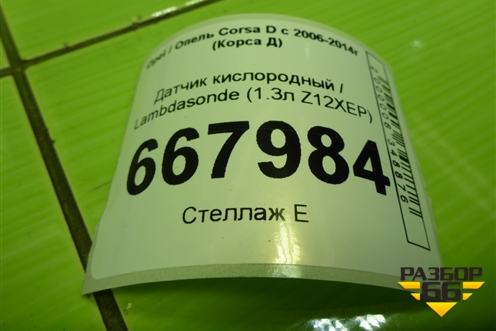 Opel / Опель Corsa D с 2006-2014г
(Корса Д)
Датчик кислородный /
Lambdasonde (1.3л Z12XEP)
667984
Стеллаж E
РАЗБОР
66